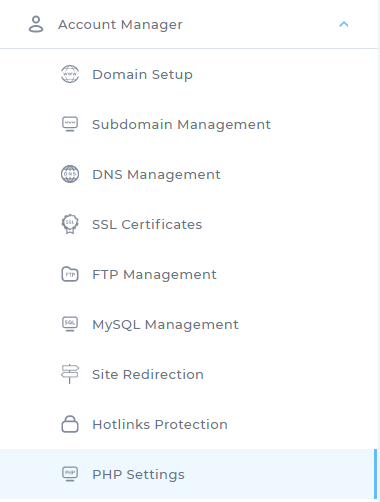 Account Manager
Domain Setup
Subdomain Management
DNS Management
SSL Certificates
FTP Management
MySQL Management
Site Redirection
Hotlinks Protection
PHP Settings